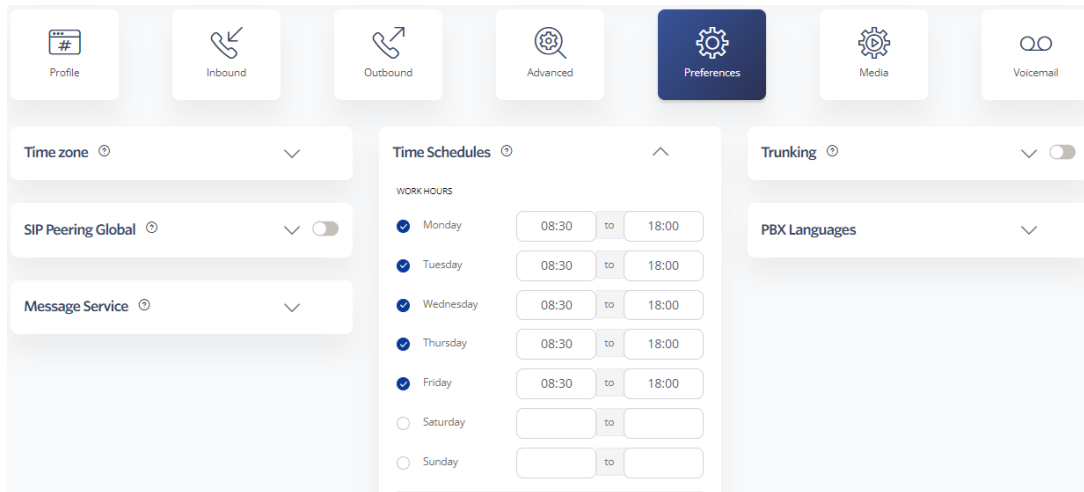 #
Profile
Inbound
Outbound
Advanced
Preferences
Media
Voicemail
Time zone ?
SIP Peering Global ?
Message Service ?
Time Schedules ?
WORK HOURS
Monday 08:30 to 18:00
Tuesday 08:30 to 18:00
Wednesday 08:30 to 18:00
Thursday 08:30 to 18:00
Friday 08:30 to 18:00
Saturday to
Sunday to
Trunking ?
PBX Languages